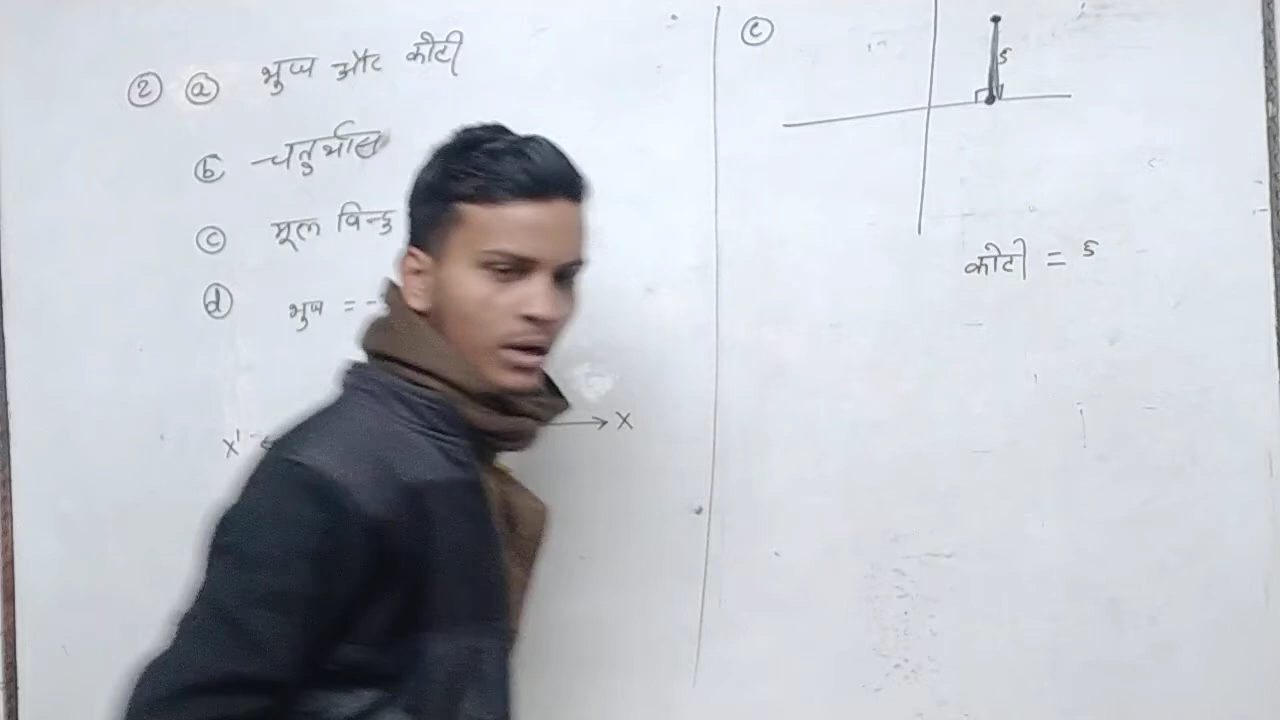 ② ⓐ भुज और कोटी
ⓑ चतुर्थांस
ⓒ मूल विन्दु
ⓓ भुज = -
X' X
ⓔ
5
कोटी = 5